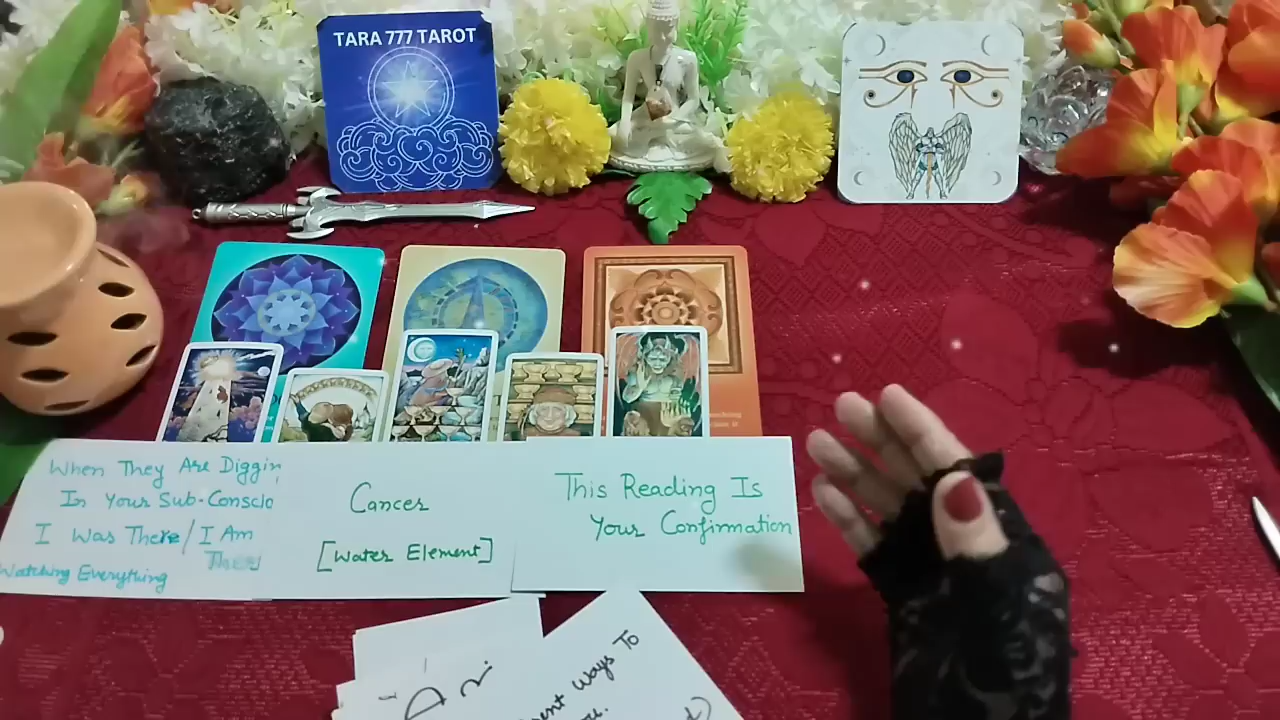 TARA 777 TAROT
When They Are Diggin
In Your Sub-Conscio
I Was There/I Am
There
Watching Everything
Cancer
[Water Element]
This Reading Is
Your Confirmation
Ways To